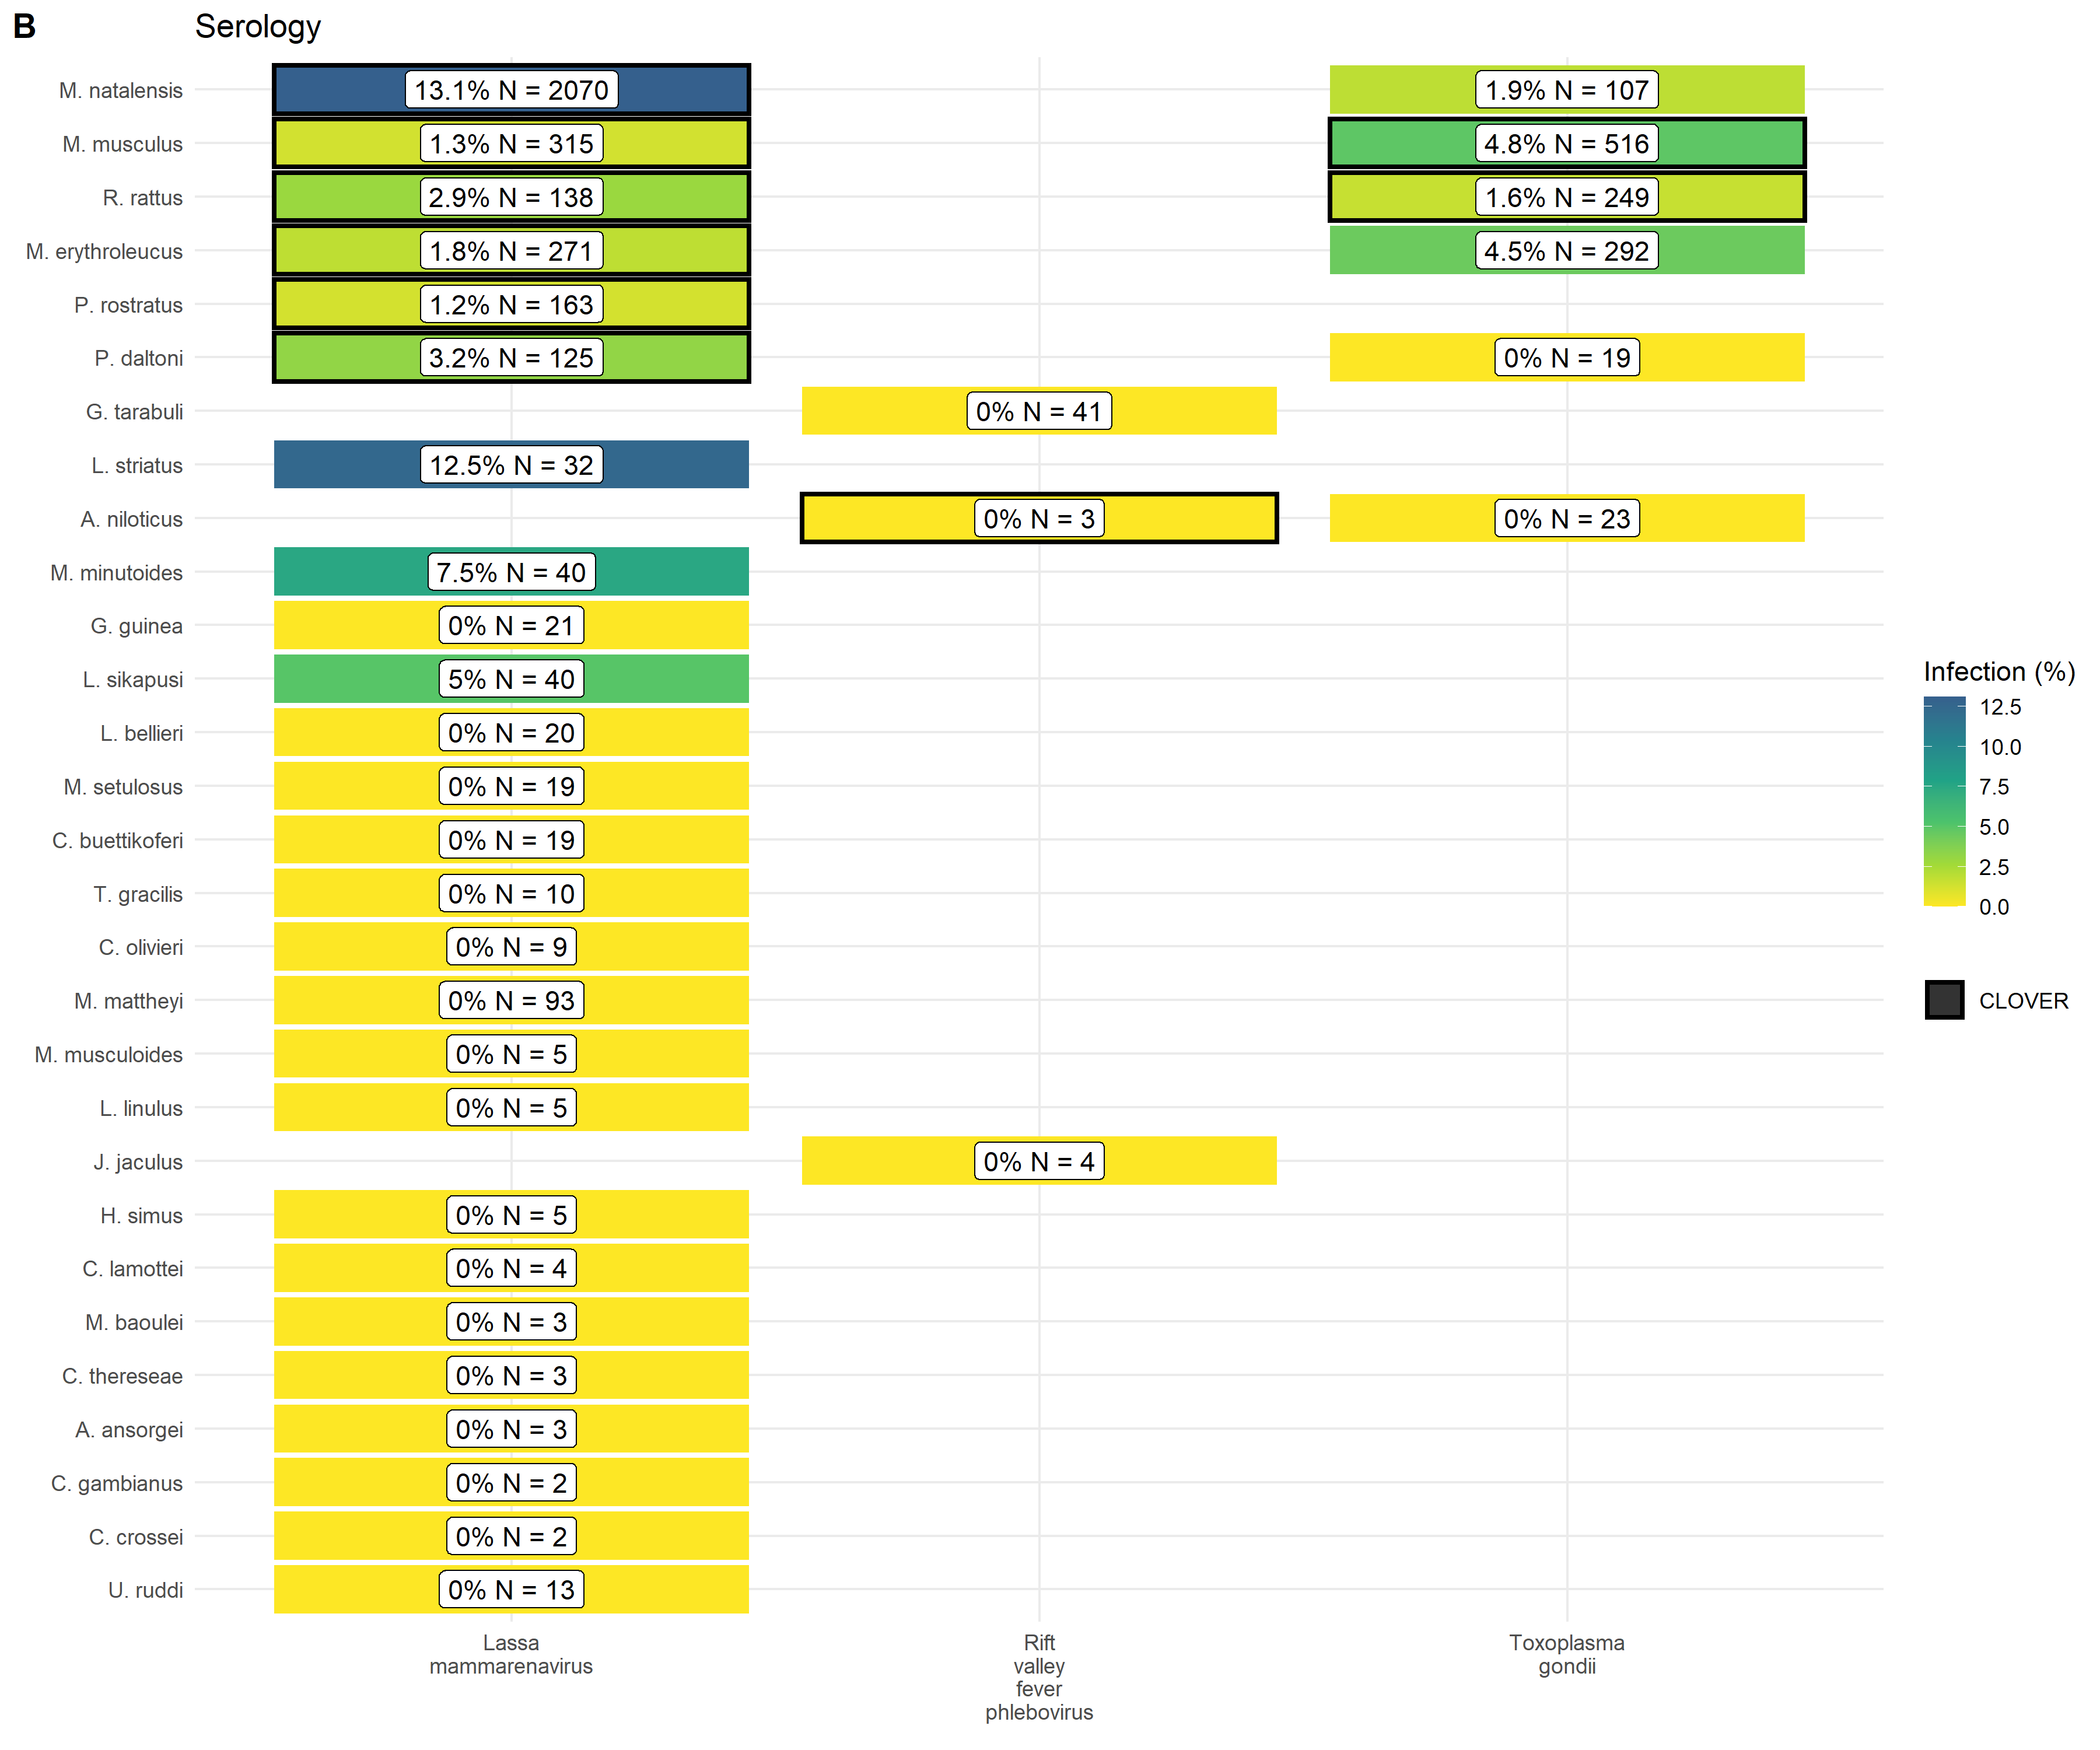 B
Serology
M. natalensis 13.1% N = 2070 1.9% N = 107
M. musculus 1.3% N = 315 4.8% N = 516
R. rattus 2.9% N = 138 1.6% N = 249
M. erythroleucus 1.8% N = 271 4.5% N = 292
P. rostratus 1.2% N = 163
P. daltoni 3.2% N = 125 0% N = 19
G. tarabuli 0% N = 41
L. striatus 12.5% N = 32
A. niloticus 0% N = 3 0% N = 23
M. minutoides 7.5% N = 40
G. guinea 0% N = 21
L. sikapusi 5% N = 40
L. bellieri 0% N = 20
M. setulosus 0% N = 19
C. buettikoferi 0% N = 19
T. gracilis 0% N = 10
C. olivieri 0% N = 9
M. mattheyi 0% N = 93
M. musculoides 0% N = 5
L. linulus 0% N = 5
J. jaculus 0% N = 4
H. simus 0% N = 5
C. lamottei 0% N = 4
M. baoulei 0% N = 3
C. thereseae 0% N = 3
A. ansorgei 0% N = 3
C. gambianus 0% N = 2
C. crossei 0% N = 2
U. ruddi 0% N = 13
Lassa
mammarenavirus
Rift
valley
fever
phlebovirus
Toxoplasma
gondii
Infection (%)
12.5
10.0
7.5
5.0
2.5
0.0
CLOVER